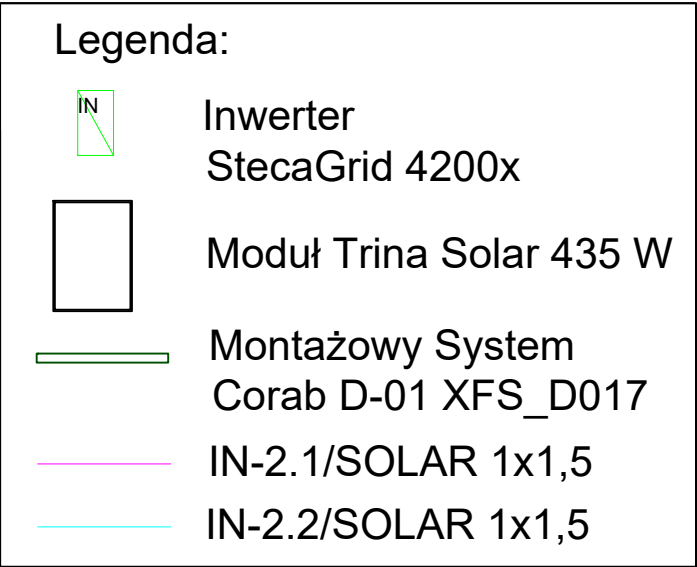 Legenda:
IN
Inwerter
StecaGrid 4200x
Moduł Trina Solar 435 W
Montażowy System
Corab D-01 XFS_D017
IN-2.1/SOLAR 1x1,5
IN-2.2/SOLAR 1x1,5